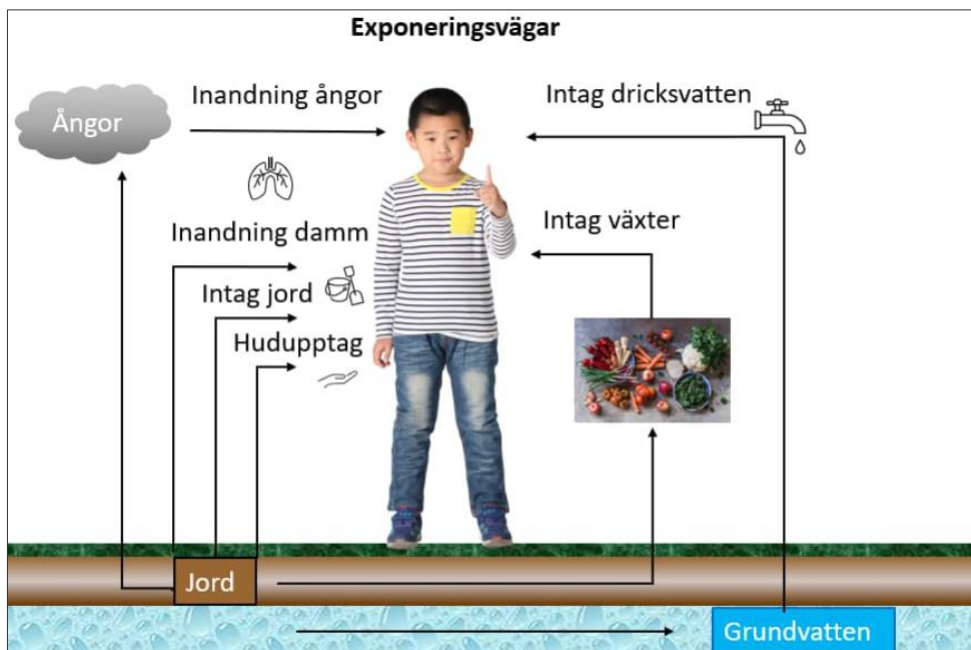 Exponeringsvägar
Ångor
Inandning ångor
Intag dricksvatten
Inandning damm
Intag växter
Intag jord
Hudupptag
Jord
Grundvatten